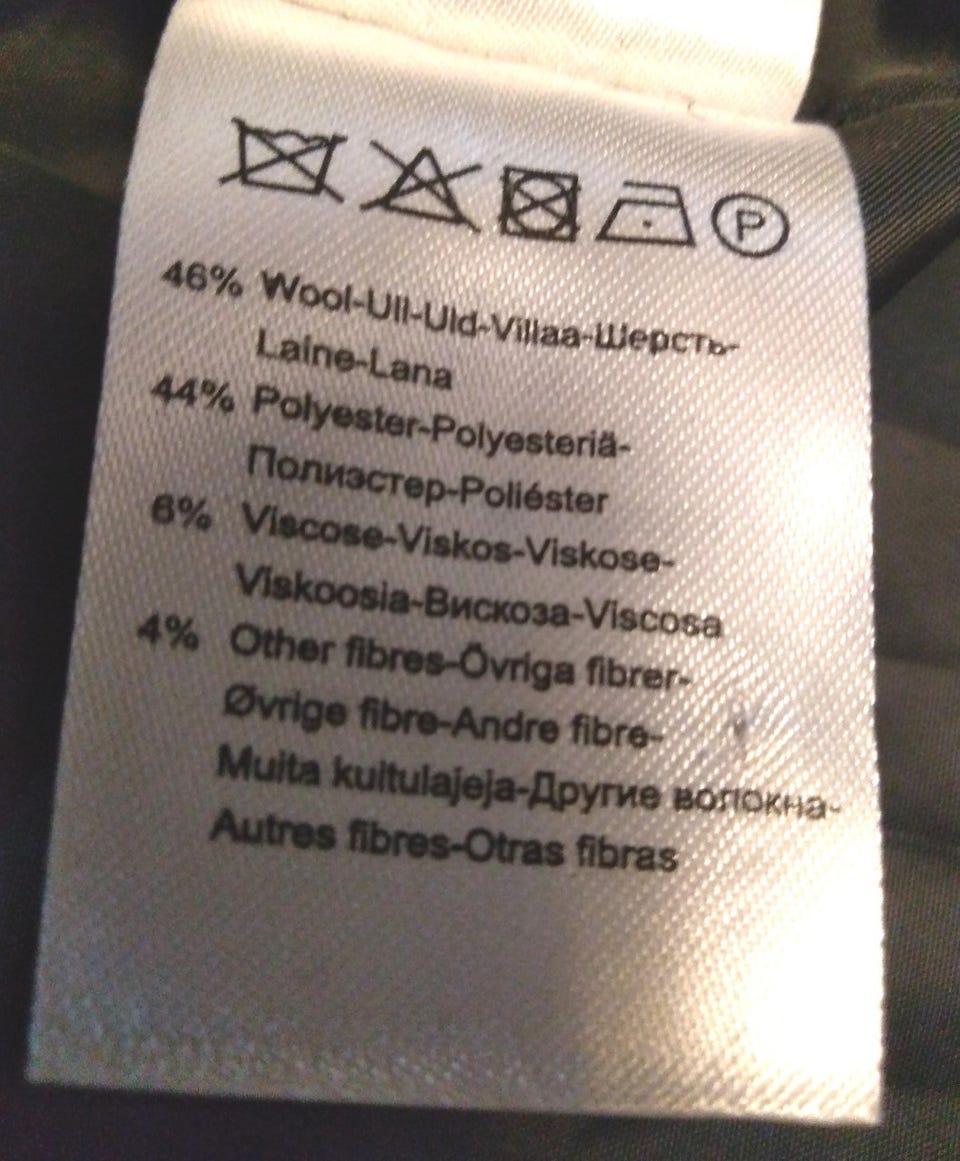 P
46% Wool-Ull-Uld-Villaa-Шерсть-
Laine-Lana
44% Polyester-Polyesteriä-
Полиэстер-Poliéster
6% Viscose-Viskos-Viskose-
Viskoosia-Вискоза-Viscosa
4% Other fibres-Övriga fibrer-
Øvrige fibre-Andre fibre-
Muita kuitulajeja-Другие волокна-
Autres fibres-Otras fibras